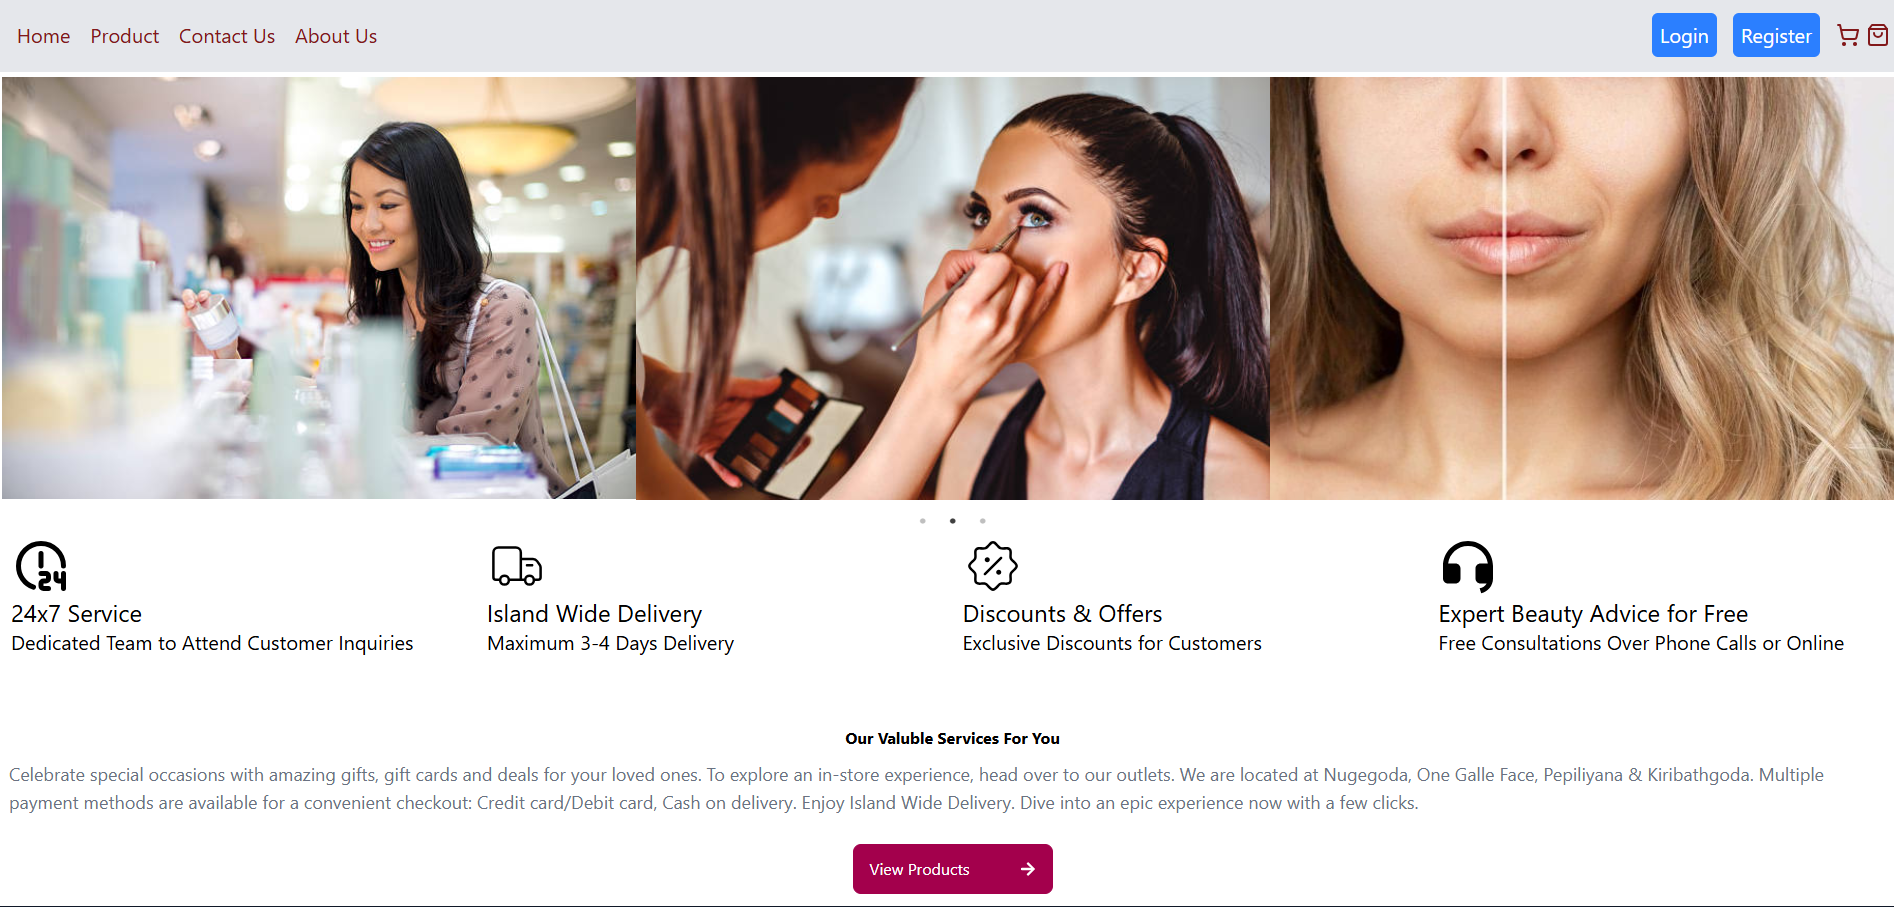 Home Product Contact Us About Us Login Register
24
24x7 Service
Dedicated Team to Attend Customer Inquiries
Island Wide Delivery
Maximum 3-4 Days Delivery
Discounts & Offers
Exclusive Discounts for Customers
Expert Beauty Advice for Free
Free Consultations Over Phone Calls or Online
Our Valuble Services For You
Celebrate special occasions with amazing gifts, gift cards and deals for your loved ones. To explore an in-store experience, head over to our outlets. We are located at Nugegoda, One Galle Face, Pepiliyana & Kiribathgoda. Multiple
payment methods are available for a convenient checkout: Credit card/Debit card, Cash on delivery. Enjoy Island Wide Delivery. Dive into an epic experience now with a few clicks.
View Products